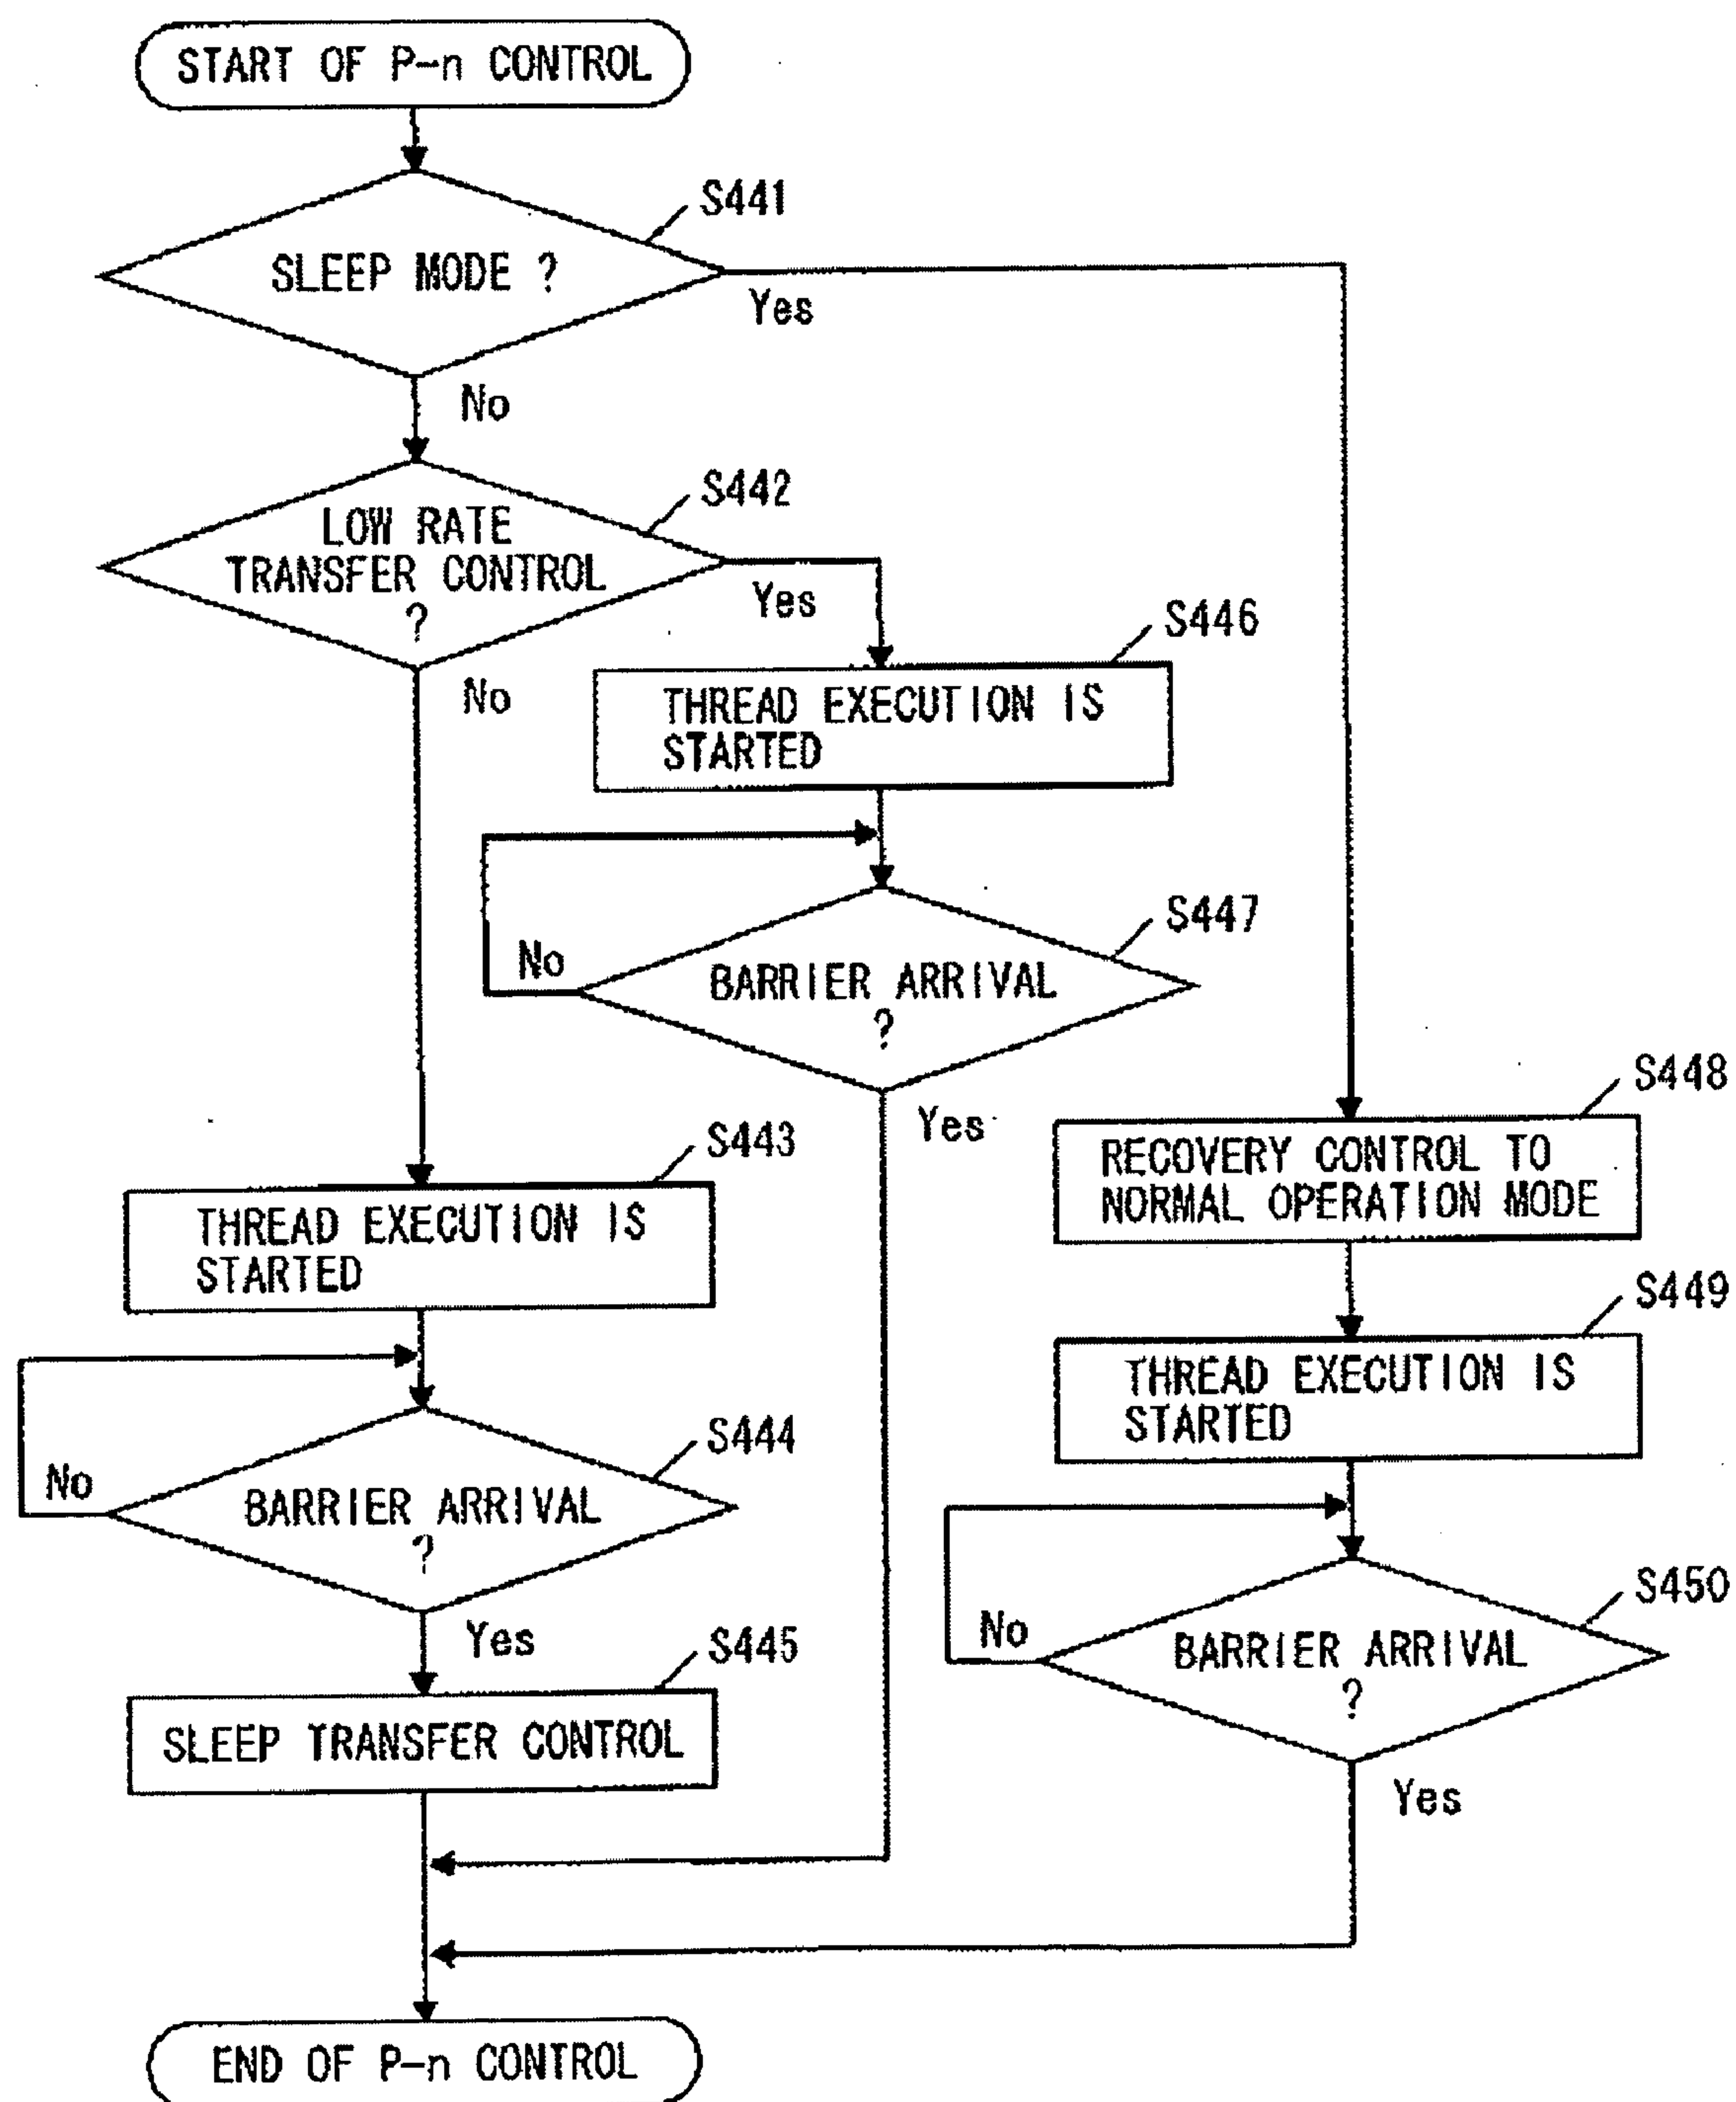 START OF P-n CONTROL
S441
SLEEP MODE ?
Yes
No
S442
LOW RATE
TRANSFER CONTROL
?
Yes
No
S446
THREAD EXECUTION IS
STARTED
S447
No
BARRIER ARRIVAL
?
Yes
S448
RECOVERY CONTROL TO
NORMAL OPERATION MODE
S443
THREAD EXECUTION IS
STARTED
S449
THREAD EXECUTION IS
STARTED
S444
No
BARRIER ARRIVAL
?
Yes
S445
SLEEP TRANSFER CONTROL
S450
No
BARRIER ARRIVAL
?
Yes
END OF P-n CONTROL